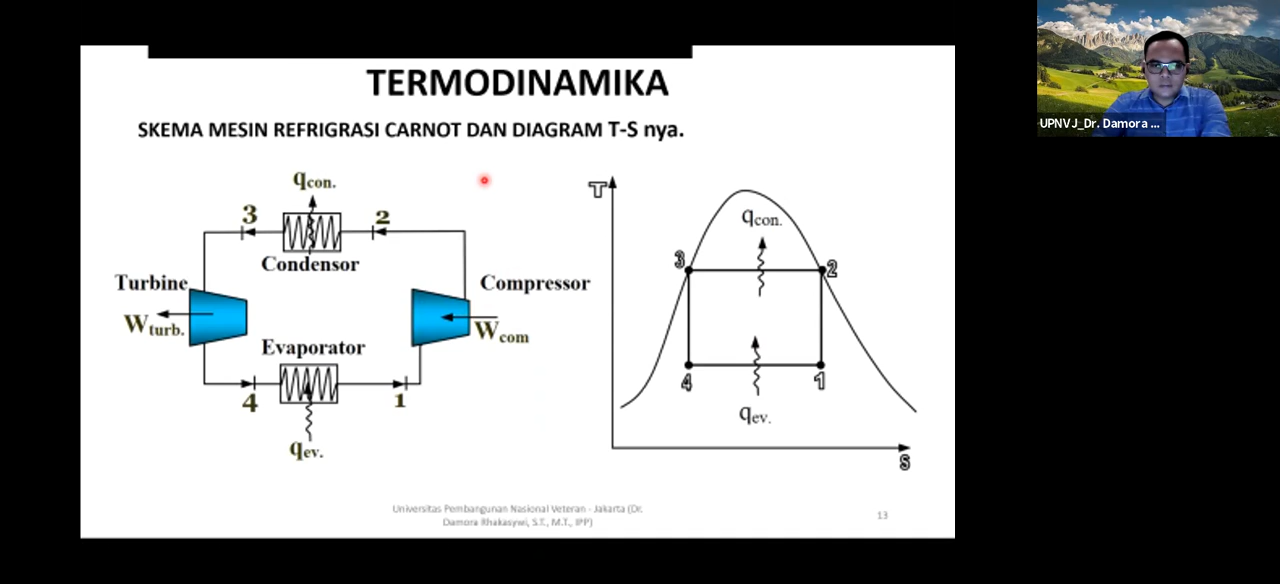 TERMODINAMIKA
SKEMA MESIN REFRIGRASI CARNOT DAN DIAGRAM T-S nya.
qcon.
3
2
Condensor
Turbine
Compressor
Wturb.
Wcom
Evaporator
4
1
qev.
T
qcon.
3
2
4
1
qev.
S
Universitas Pembangunan Nasional Veteran - Jakarta (Dr.
Damora Rhakasywi, S.T., M.T., IPP)
13
UPNVJ_Dr. Damora ...